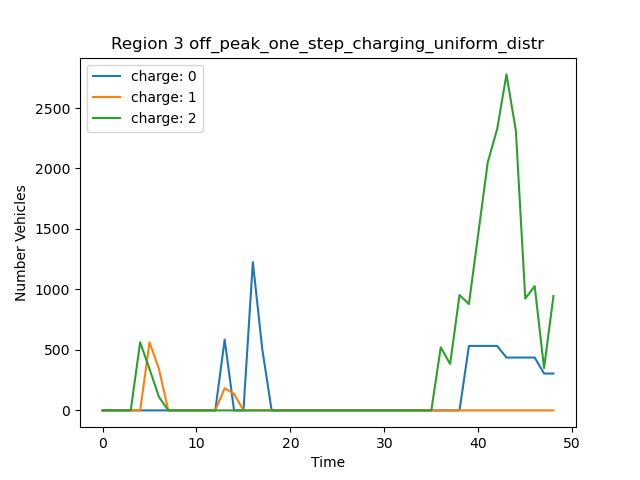 Region 3 off_peak_one_step_charging_uniform_distr
charge: 0
charge: 1
charge: 2
Number Vehicles
2500
2000
1500
1000
500
0
0 10 20 30 40 50
Time